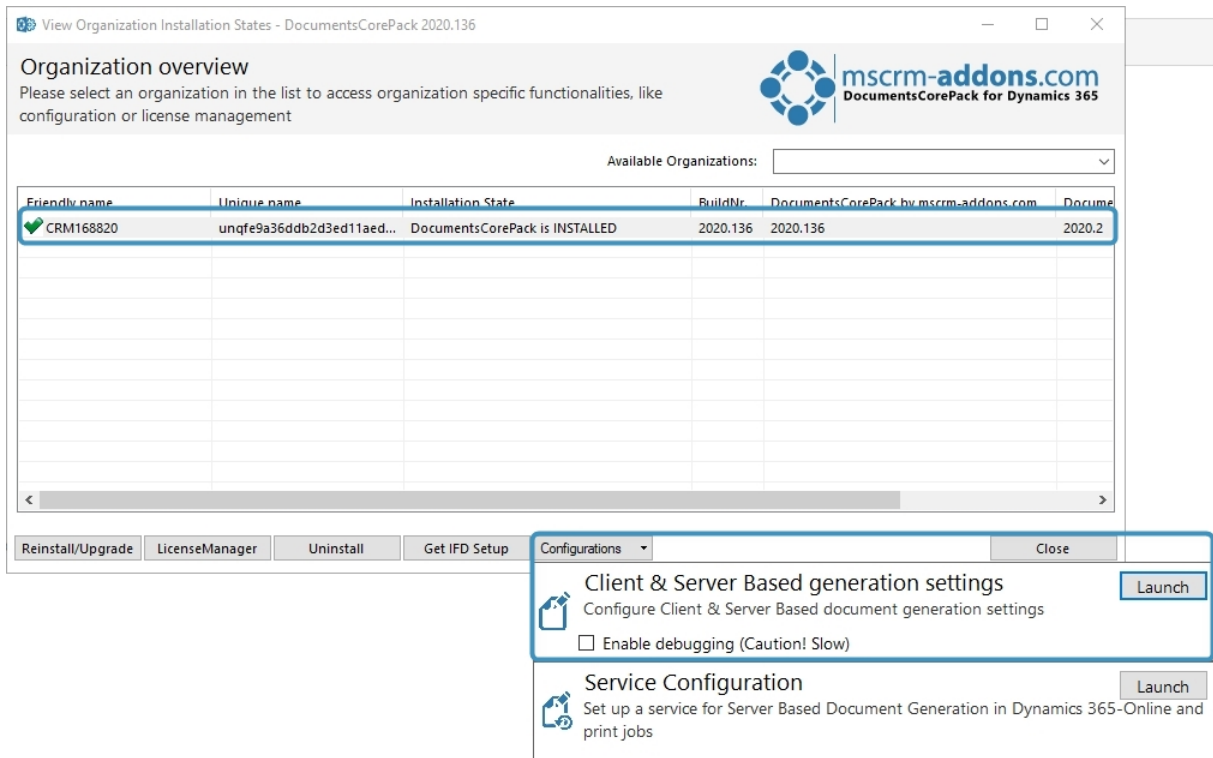 View Organization Installation States - DocumentsCorePack 2020.136
Organization overview
Please select an organization in the list to access organization specific functionalities, like
configuration or license management
mscrm-addons.com
DocumentsCorePack for Dynamics 365
Available Organizations:
Friendly name Unique name Installation State BuildNr. DocumentsCorePack by mscrm-addons.com Docume
CRM168820 unqfe9a36ddb2d3ed11aed... DocumentsCorePack is INSTALLED 2020.136 2020.136 2020.2
Reinstall/Upgrade LicenseManager Uninstall Get IFD Setup Configurations Close
Client & Server Based generation settings Launch
Configure Client & Server Based document generation settings
Enable debugging (Caution! Slow)
Service Configuration Launch
Set up a service for Server Based Document Generation in Dynamics 365-Online and
print jobs